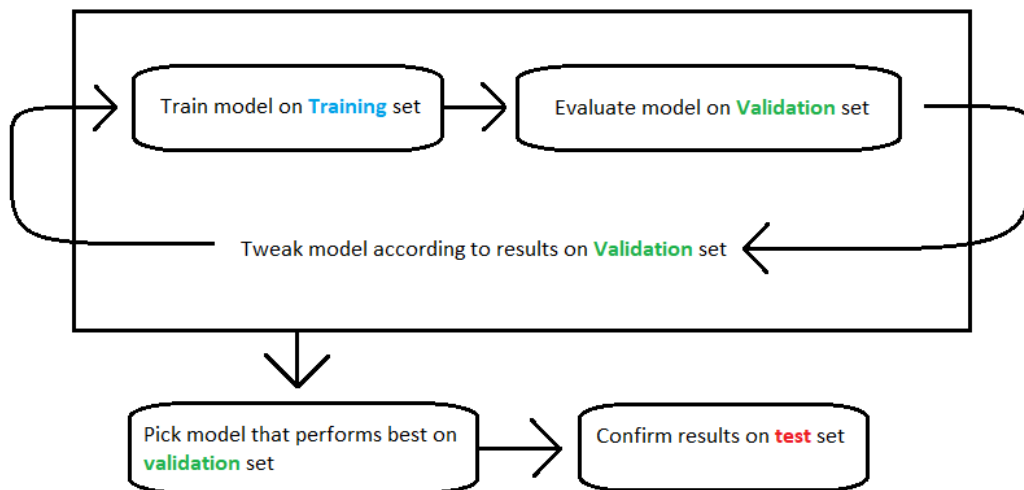 Train model on Training set
Evaluate model on Validation set
Tweak model according to results on Validation set
Pick model that performs best on
validation set
Confirm results on test set